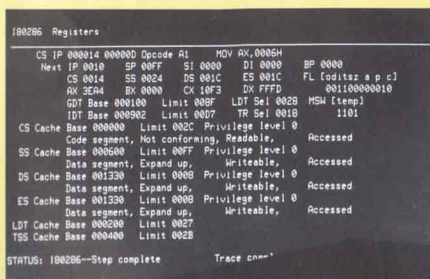 I80286 Registers
CS IP 000014 00000D Opcode A1 MOV AX,0006H
Next IP 0010 SP 00FF SI 0000 DI 0000 BP 0000
CS 0014 SS 0024 DS 001C ES 001C FL [oditsz a p c]
AX 3EA4 BX 0000 CX 10F3 DX FFFD 001100000010
GDT Base 000100 Limit 008F LDT Sel 0028 MSW [temp]
IDT Base 000902 Limit 00D7 TR Sel 0018 1101
CS Cache Base 000000 Limit 002C Privilege level 0
Code segment, Not conforming, Readable, Accessed
SS Cache Base 000600 Limit 00FF Privilege level 0
Data segment, Expand up, Writeable, Accessed
DS Cache Base 001330 Limit 0008 Privilege level 0
Data segment, Expand up, Writeable, Accessed
ES Cache Base 001330 Limit 0008 Privilege level 0
Data segment, Expand up, Writeable, Accessed
LDT Cache Base 000200 Limit 0027
TSS Cache Base 000400 Limit 002B
STATUS: I80286--Step complete Trace